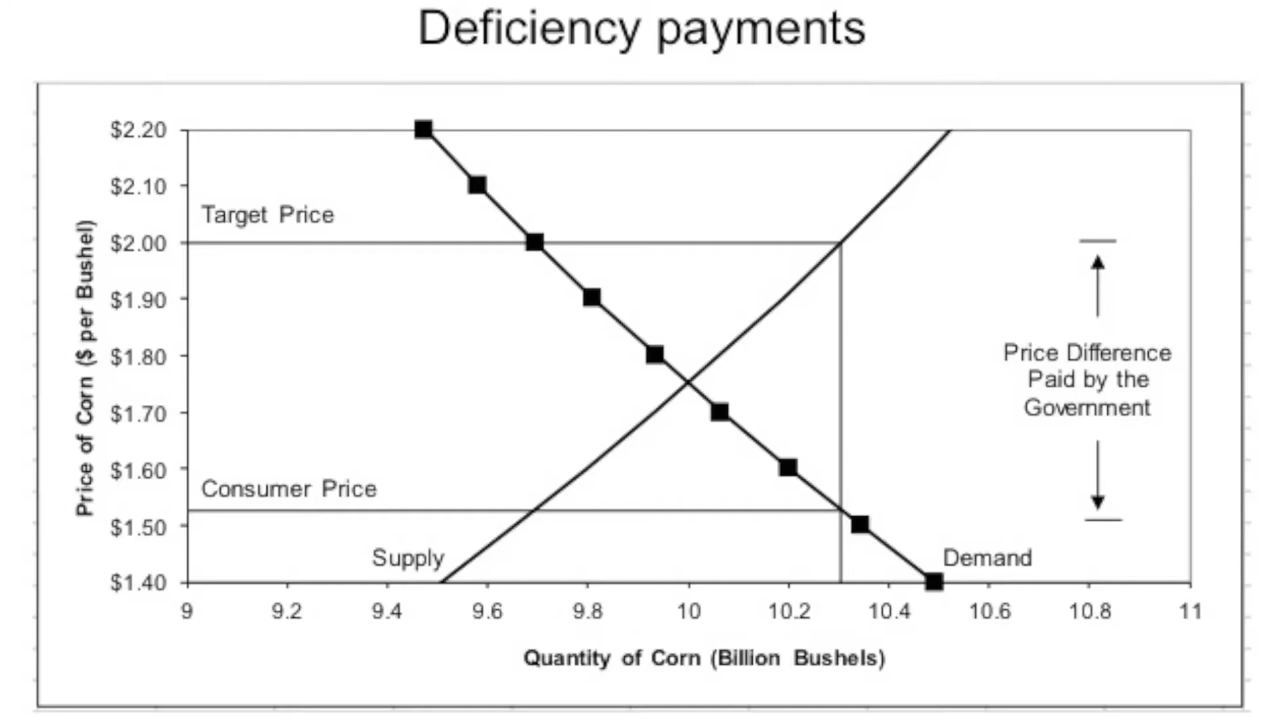 Deficiency payments
$2.20
$2.10
Target Price
$2.00
$1.90
$1.80
Price Difference
Paid by the
Government
$1.70
$1.60
Consumer Price
$1.50
Supply
Demand
$1.40
Price of Corn ($ per Bushel)
9 9.2 9.4 9.6 9.8 10 10.2 10.4 10.6 10.8 11
Quantity of Corn (Billion Bushels)